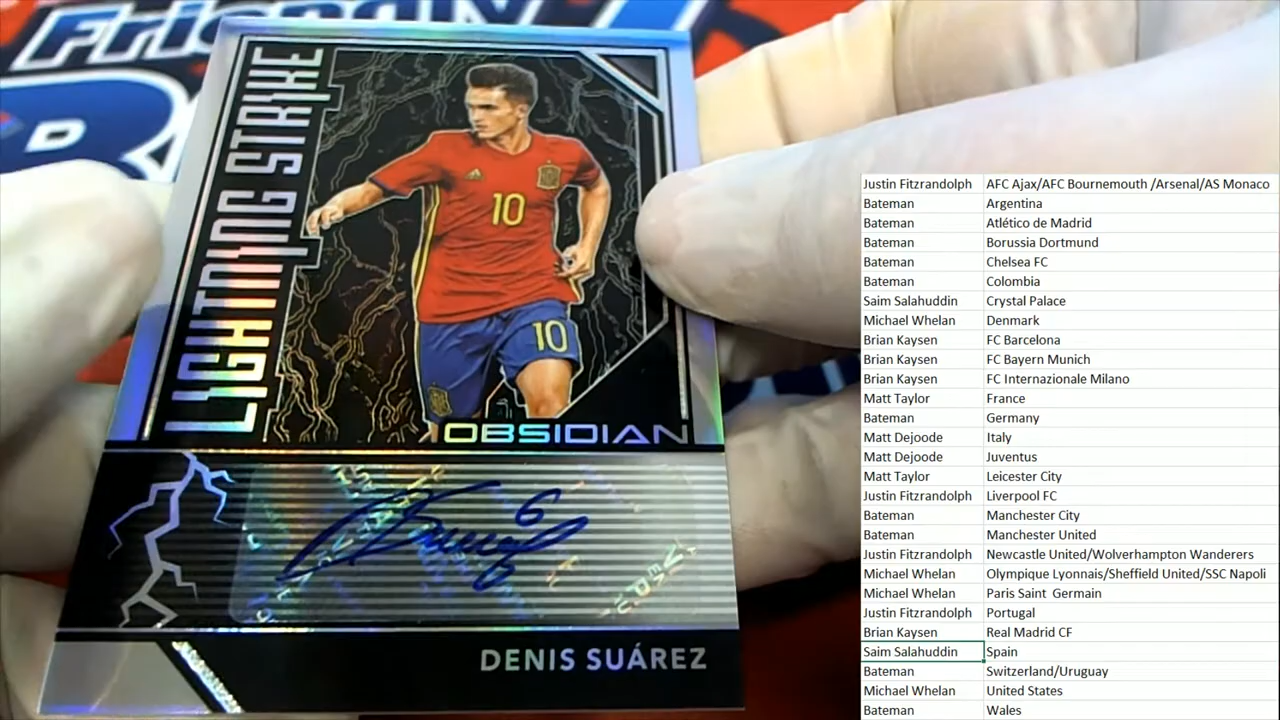 LIGHTNING STRIKE
10
10
OBSIDIAN
6
DENIS SUÁREZ
Justin Fitzrandolph AFC Ajax/AFC Bournemouth /Arsenal/AS Monaco
Bateman Argentina
Bateman Atlético de Madrid
Bateman Borussia Dortmund
Bateman Chelsea FC
Bateman Colombia
Saim Salahuddin Crystal Palace
Michael Whelan Denmark
Brian Kaysen FC Barcelona
Brian Kaysen FC Bayern Munich
Brian Kaysen FC Internazionale Milano
Matt Taylor France
Bateman Germany
Matt Dejoode Italy
Matt Dejoode Juventus
Matt Taylor Leicester City
Justin Fitzrandolph Liverpool FC
Bateman Manchester City
Bateman Manchester United
Justin Fitzrandolph Newcastle United/Wolverhampton Wanderers
Michael Whelan Olympique Lyonnais/Sheffield United/SSC Napoli
Michael Whelan Paris Saint Germain
Justin Fitzrandolph Portugal
Brian Kaysen Real Madrid CF
Saim Salahuddin Spain
Bateman Switzerland/Uruguay
Michael Whelan United States
Bateman Wales